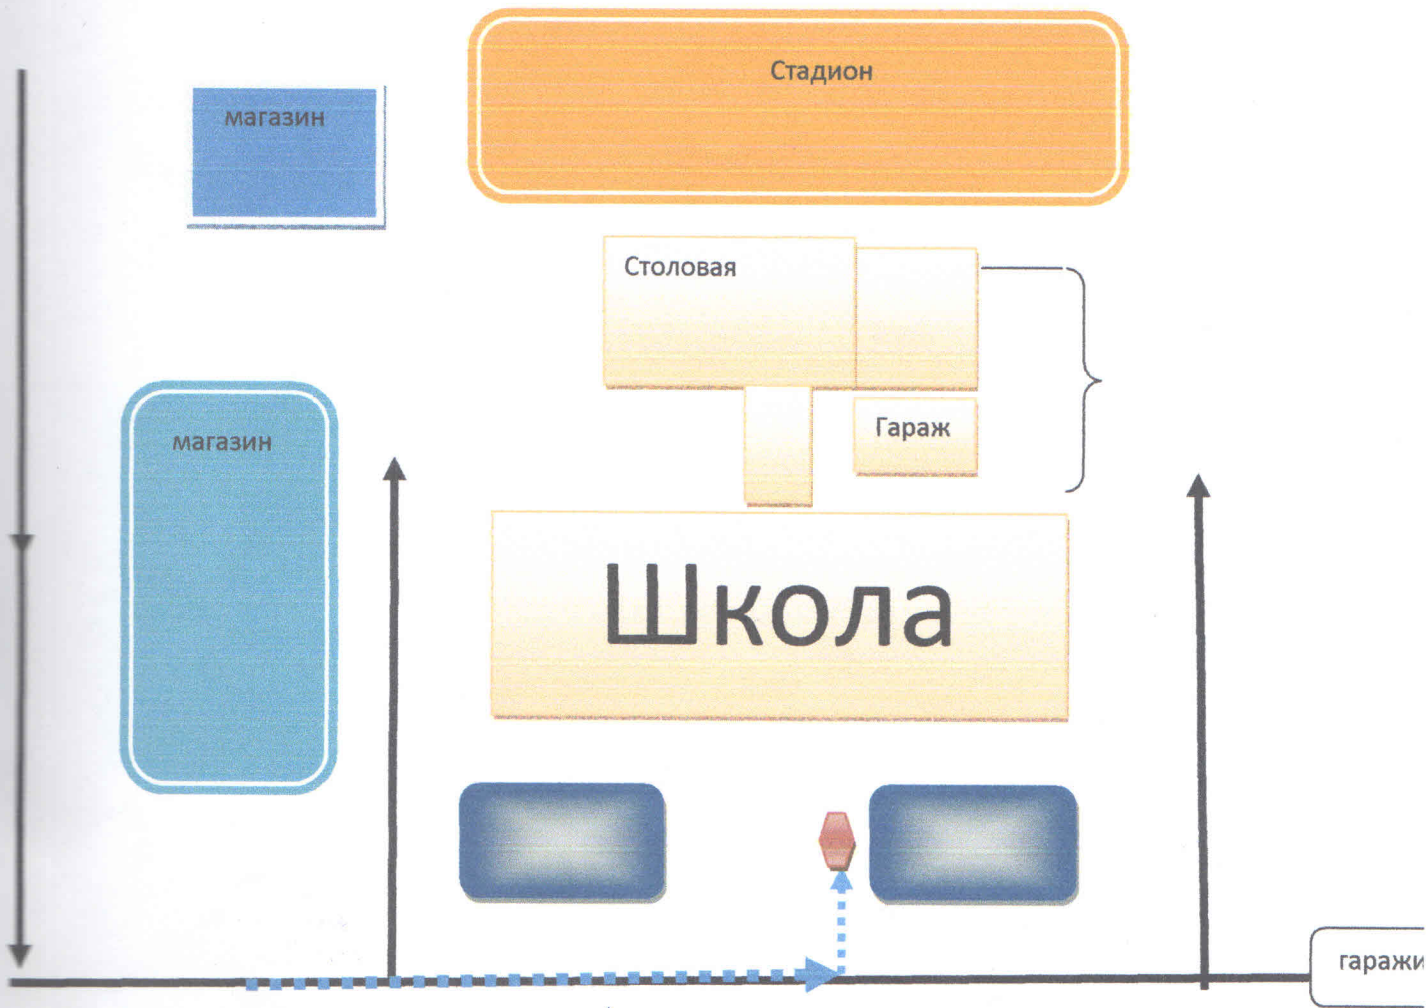 Стадион
магазин
Столовая
Гараж
магазин
Школа
гаражи